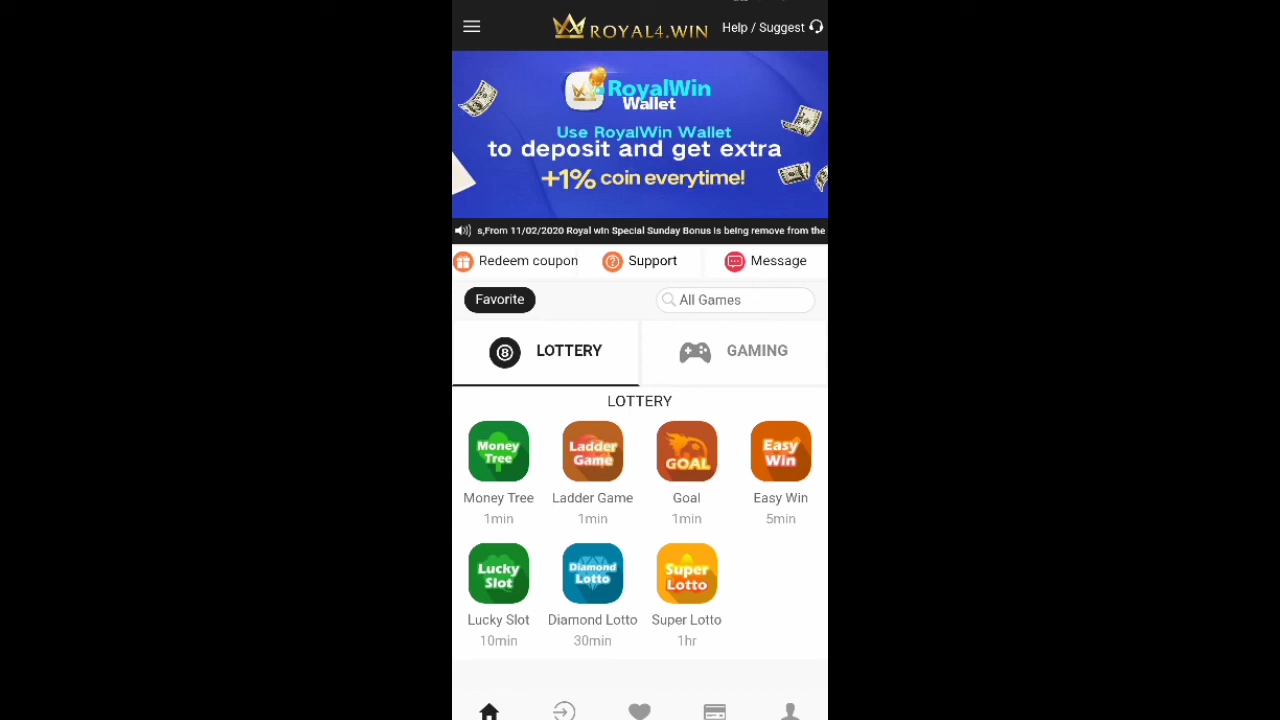 ROYAL4.WIN
Help / Suggest
RoyalWin
Wallet
Use RoyalWin Wallet
to deposit and get extra
+1% coin everytime!
s,From 11/02/2020 Royal win Special Sunday Bonus is being remove from the
Redeem coupon
Support
Message
Favorite
All Games
8
LOTTERY
GAMING
LOTTERY
Money Tree
Ladder Game
GOAL
Easy Win
Money Tree
Ladder Game
Goal
Easy Win
1min
1min
1min
5min
Lucky Slot
Diamond Lotto
Super Lotto
Lucky Slot
Diamond Lotto
Super Lotto
10min
30min
1hr